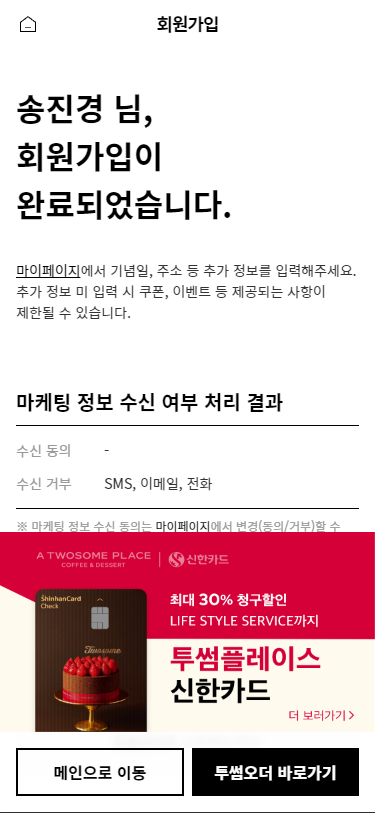 회원가입
송진경 님,
회원가입이
완료되었습니다.
마이페이지에서 기념일, 주소 등 추가 정보를 입력해주세요.
추가 정보 미 입력 시 쿠폰, 이벤트 등 제공되는 사항이
제한될 수 있습니다.
마케팅 정보 수신 여부 처리 결과
수신 동의 -
수신 거부 SMS, 이메일, 전화
※ 마케팅 정보 수신 동의는 마이페이지에서 변경(동의/거부)할 수
A TWOSOME PLACE
COFFEE & DESSERT
신한카드
ShinhanCard
Check
Twosome
최대 30% 청구할인
LIFE STYLE SERVICE까지
투썸플레이스
신한카드
더 보러가기
메인으로 이동
투썸오더 바로가기